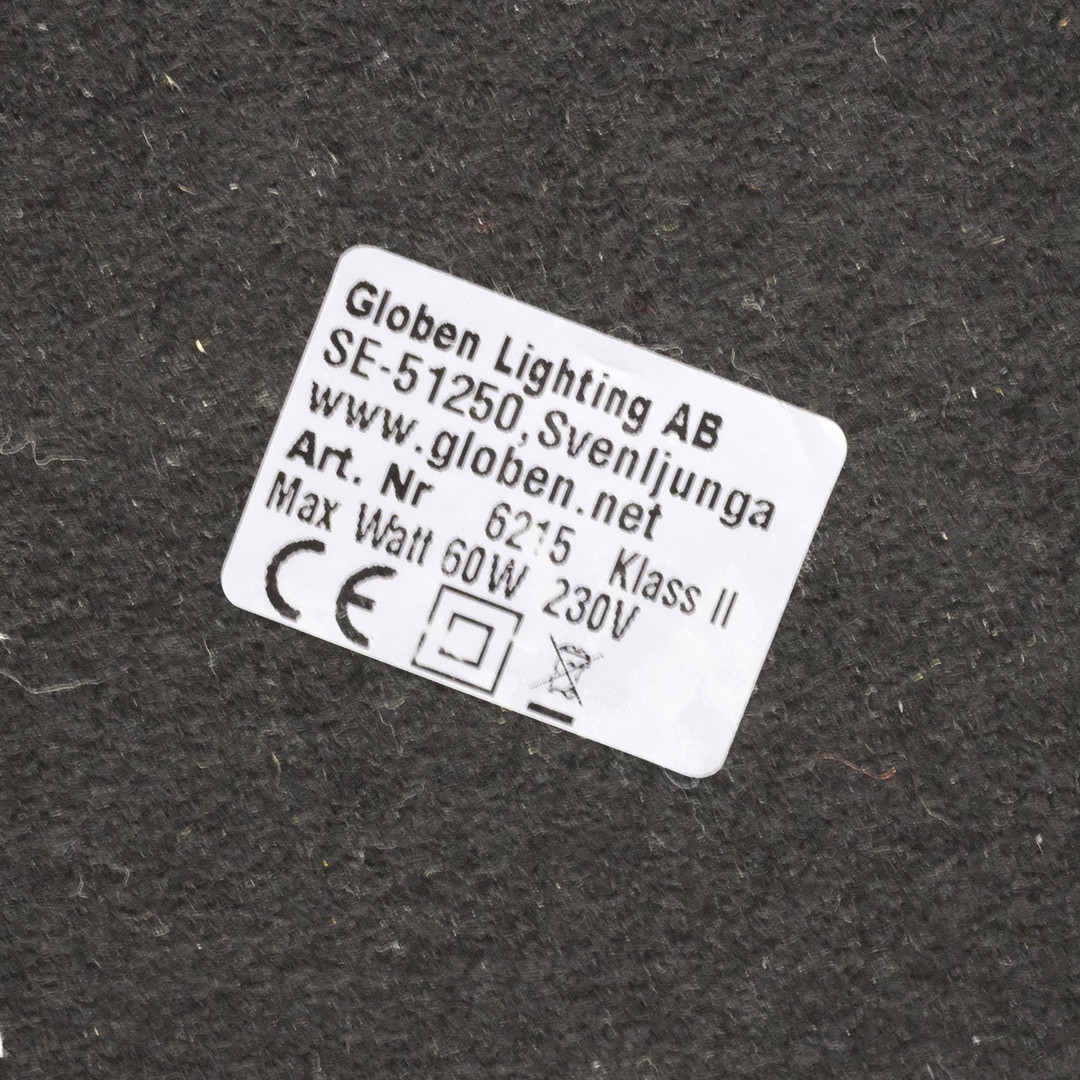 Globen Lighting AB
SE-51250, Svenljunga
www.globen.net
Art. Nr 6215 Klass II
Max Watt 60W 230V
CE